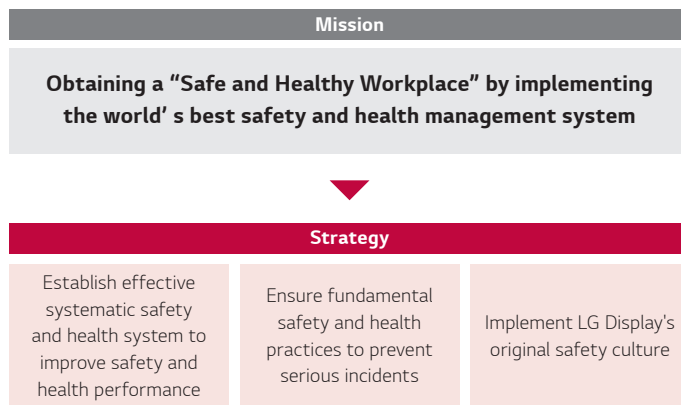 Mission
Obtaining a “Safe and Healthy Workplace” by implementing
the world’ s best safety and health management system
Strategy
Establish effective
systematic safety
and health system to
improve safety and
health performance
Ensure fundamental
safety and health
practices to prevent
serious incidents
Implement LG Display's
original safety culture